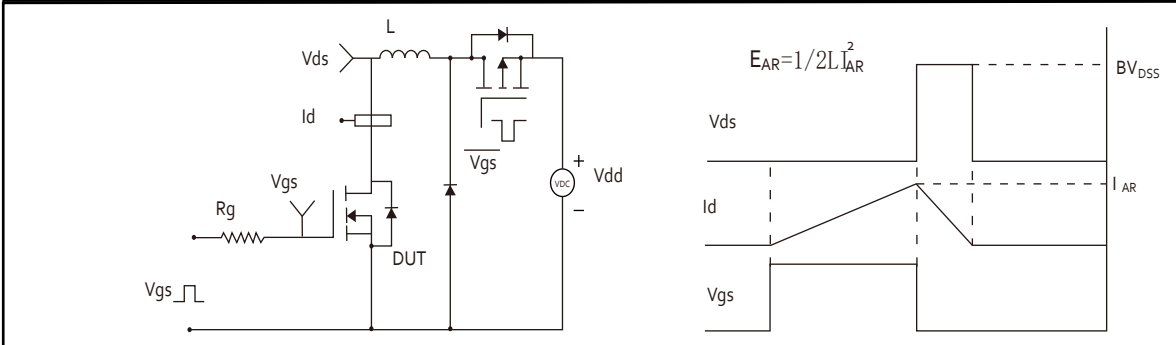 L
Vds
Id
Vgs
Vgs
Rg
DUT
Vgs
VDC
+
Vdd
−
E_AR=1/2LI²_AR
BV_DSS
Vds
I_AR
Id
Vgs